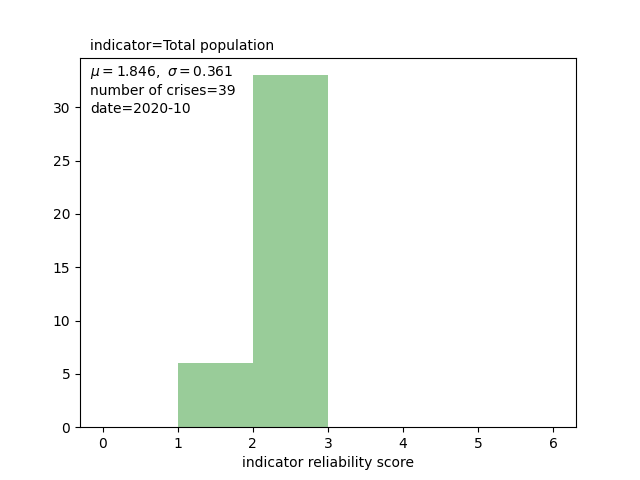 indicator=Total population
μ = 1.846, σ = 0.361
number of crises=39
date=2020-10
30
25
20
15
10
5
0
0 1 2 3 4 5 6
indicator reliability score